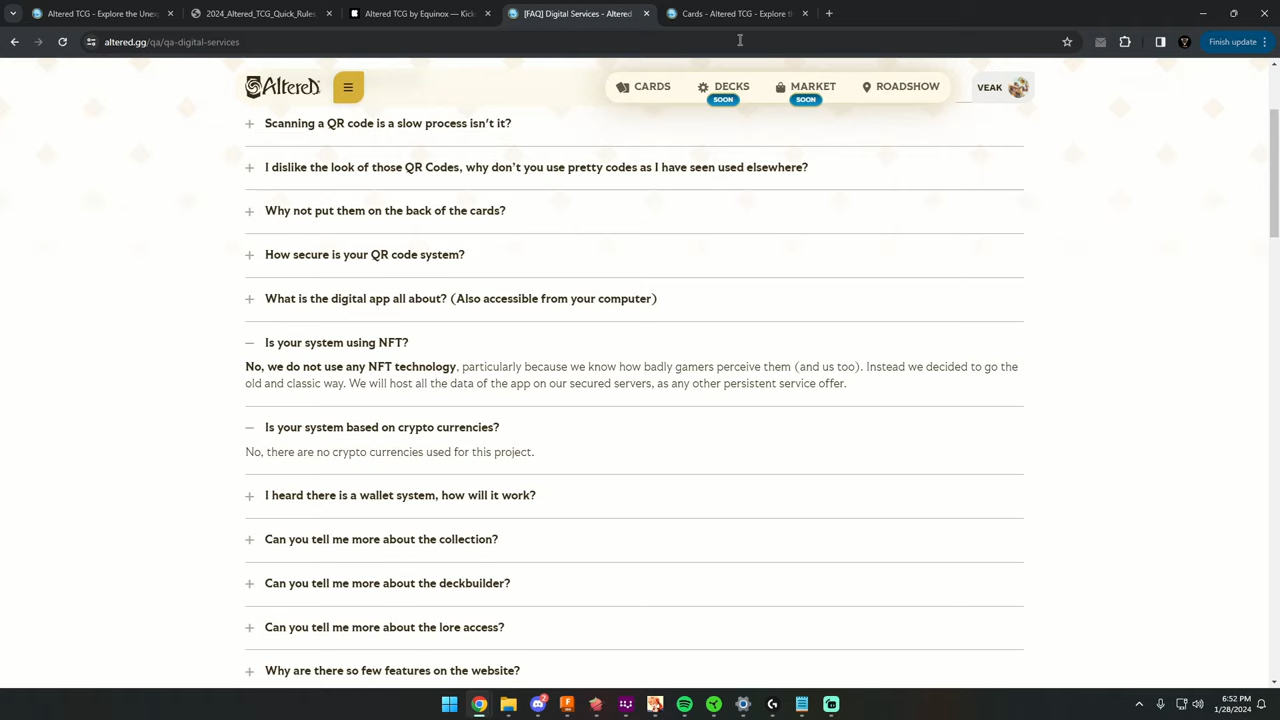 Altered TCG - Explore the Unex
2024_Altered_TCG_Quick_Rules
Altered TCG by Equinox — Kick
[FAQ] Digital Services - Altered
Cards - Altered TCG - Explore th
altered.gg/qa/qa-digital-services
Finish update
ALTERED
CARDS
DECKS
MARKET
ROADSHOW
VEAK
SOON
SOON
Scanning a QR code is a slow process isn't it?
I dislike the look of those QR Codes, why don't you use pretty codes as I have seen used elsewhere?
Why not put them on the back of the cards?
How secure is your QR code system?
What is the digital app all about? (Also accessible from your computer)
Is your system using NFT?
No, we do not use any NFT technology, particularly because we know how badly gamers perceive them (and us too). Instead we decided to go the
old and classic way. We will host all the data of the app on our secured servers, as any other persistent service offer.
Is your system based on crypto currencies?
No, there are no crypto currencies used for this project.
I heard there is a wallet system, how will it work?
Can you tell me more about the collection?
Can you tell me more about the deckbuilder?
Can you tell me more about the lore access?
Why are there so few features on the website?
6:52 PM
1/28/2024